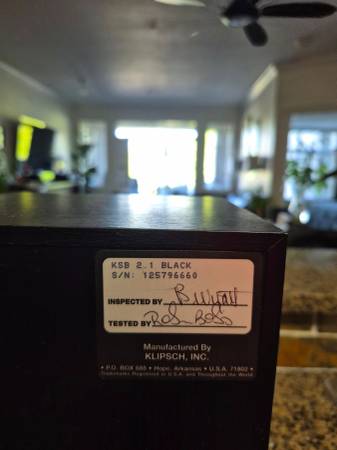 KSB 2.1 BLACK
S/N: 125796660
INSPECTED BY B Wyatt
TESTED BY
Manufactured By
KLIPSCH, INC.
• P.O. BOX 688 • Hope, Arkansas • U.S.A. 71802 •
Trademarks Registered in U.S.A. and Throughout the World